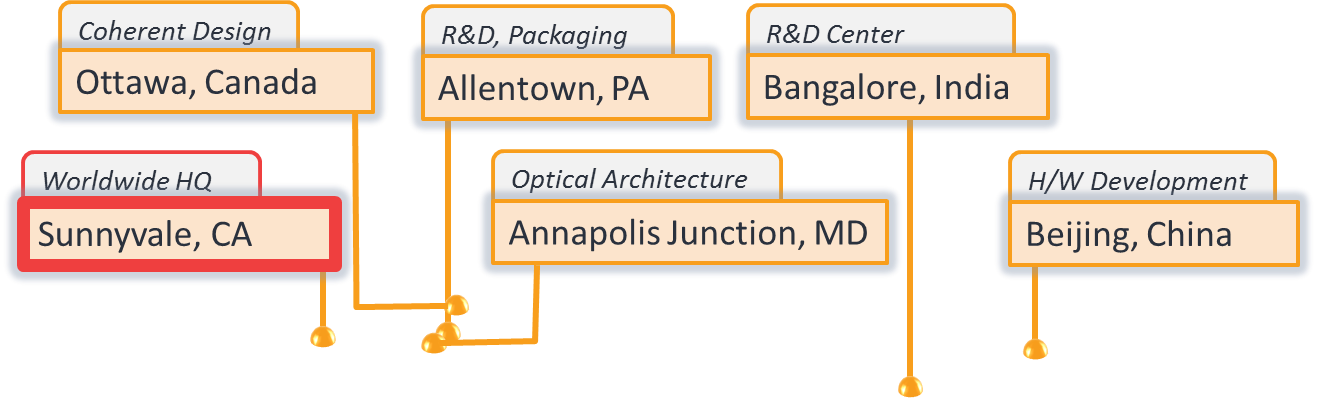 Coherent Design
Ottawa, Canada
R&D, Packaging
Allentown, PA
R&D Center
Bangalore, India
Worldwide HQ
Sunnyvale, CA
Optical Architecture
Annapolis Junction, MD
H/W Development
Beijing, China